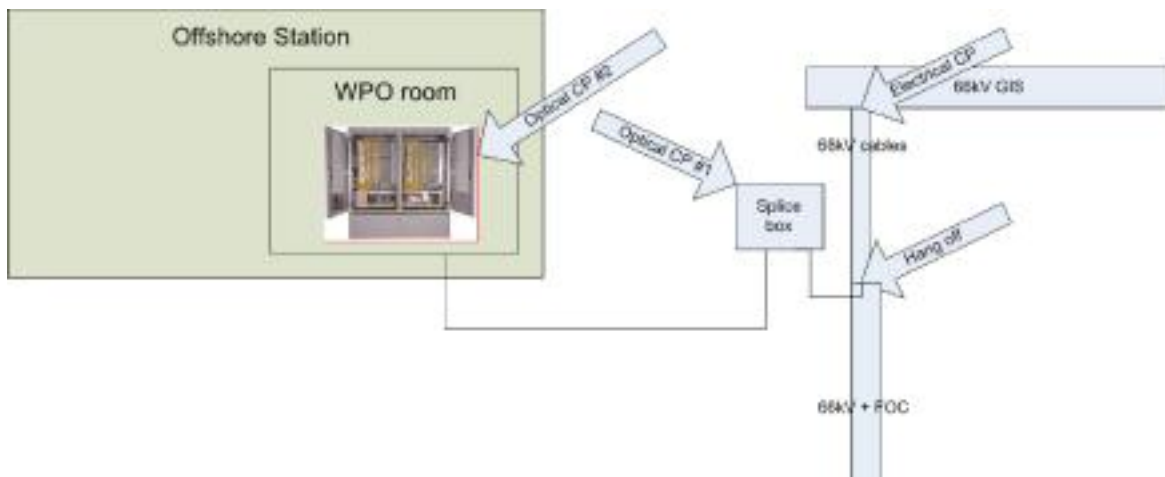 Offshore Station
WPO room
Optical CP #2
Optical CP #1
Electrical CP
66kV GIS
66kV cables
Splice
box
Hang off
66kV + FOC